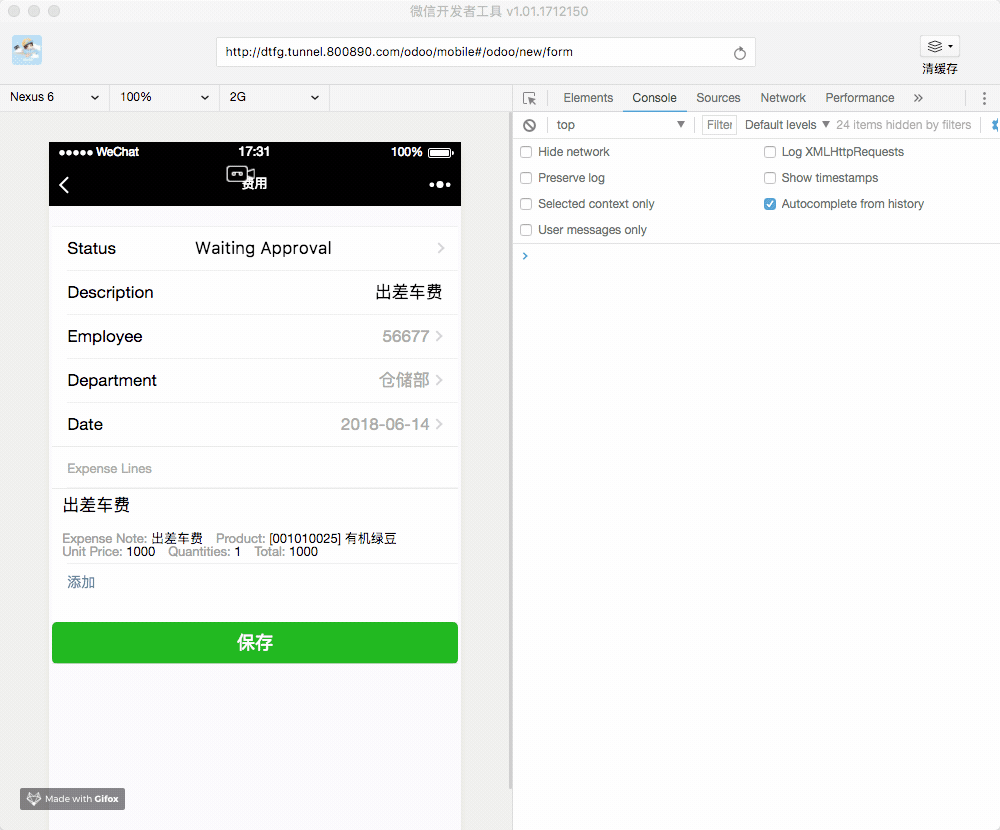 微信开发者工具 v1.01.1712150
http://dtfg.tunnel.800890.com/odoo/mobile#/odoo/new/form
清缓存
Nexus 6 100% 2G
Elements Console Sources Network Performance
top Filter Default levels 24 items hidden by filters
Hide network Log XMLHttpRequests
Preserve log Show timestamps
Selected context only Autocomplete from history
User messages only
WeChat 17:31 100%
费用
Status Waiting Approval
Description 出差车费
Employee 56677
Department 仓储部
Date 2018-06-14
Expense Lines
出差车费
Expense Note: 出差车费 Product: [001010025] 有机绿豆
Unit Price: 1000 Quantities: 1 Total: 1000
添加
保存
Made with Gifox